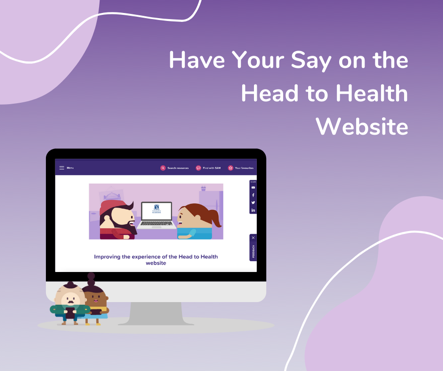 Have Your Say on the
Head to Health
Website
Menu
Improving the experience of the Head to Health
website